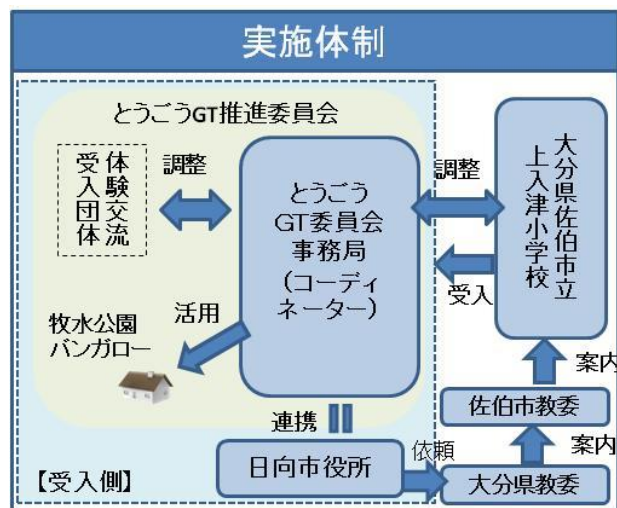 実施体制
とうごうGT推進委員会
体験交流
受入団体
調整
とうごう
GT委員会
事務局
(コーディ
ネーター)
調整
大分県佐伯市立
上入津小学校
受入
活用
牧水公園
バンガロー
案内
佐伯市教委
連携
案内
日向市役所
依頼
大分県教委
【受入側】